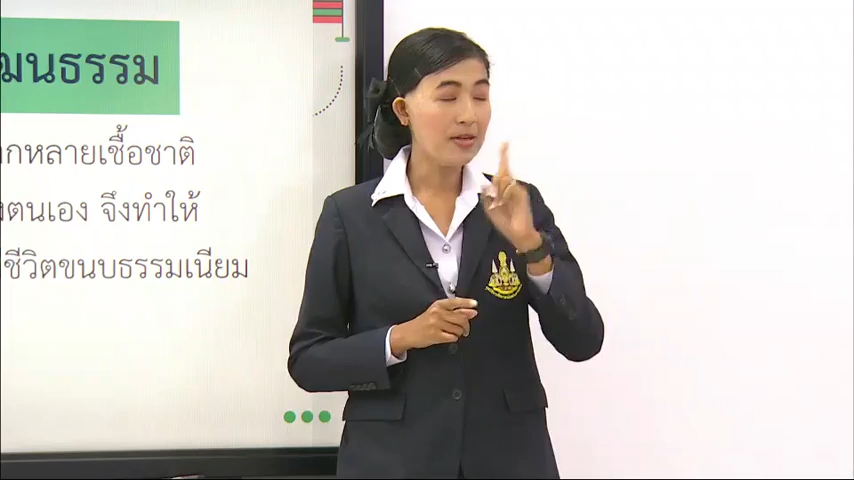 ฒนธรรม
กหลายเชื้อชาติ
งตนเอง จึงทำให้
ชีวิตขนบธรรมเนียม